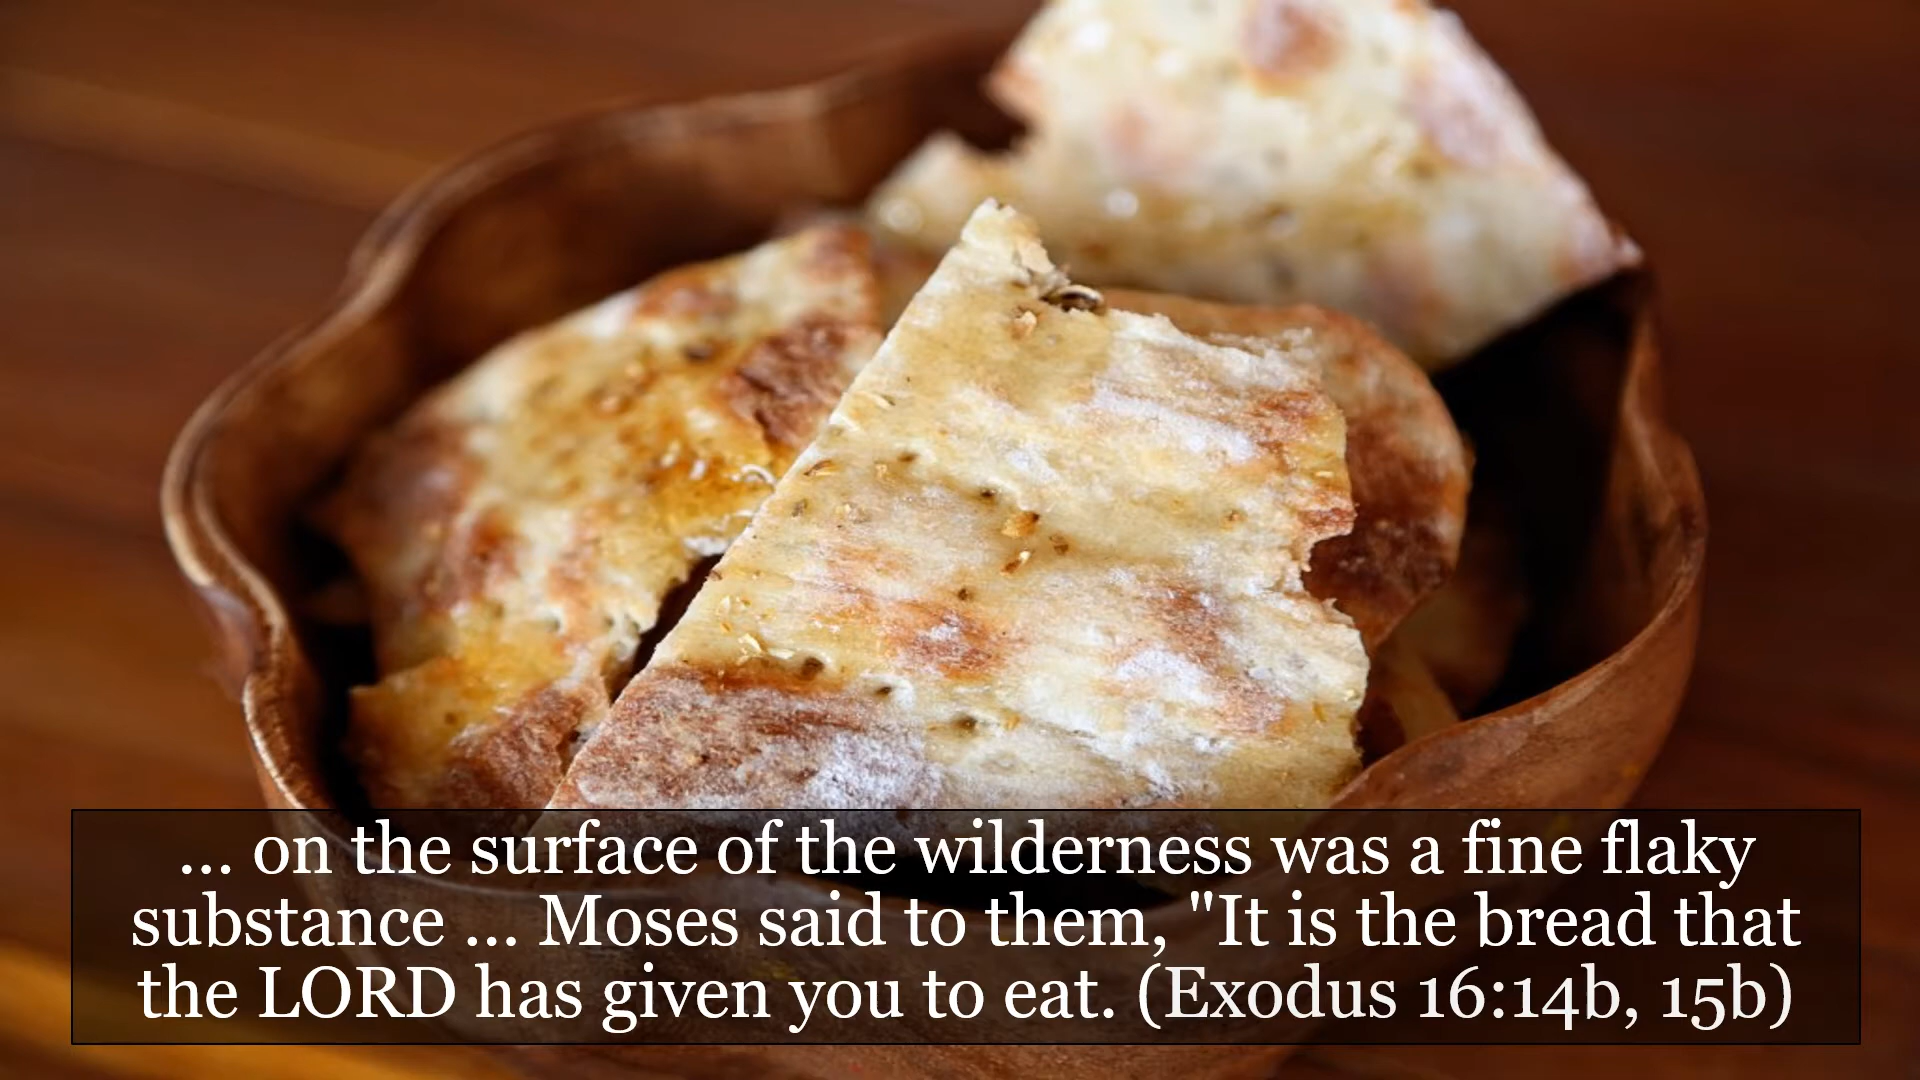 ... on the surface of the wilderness was a fine flaky
substance ... Moses said to them, "It is the bread that
the LORD has given you to eat. (Exodus 16:14b, 15b)